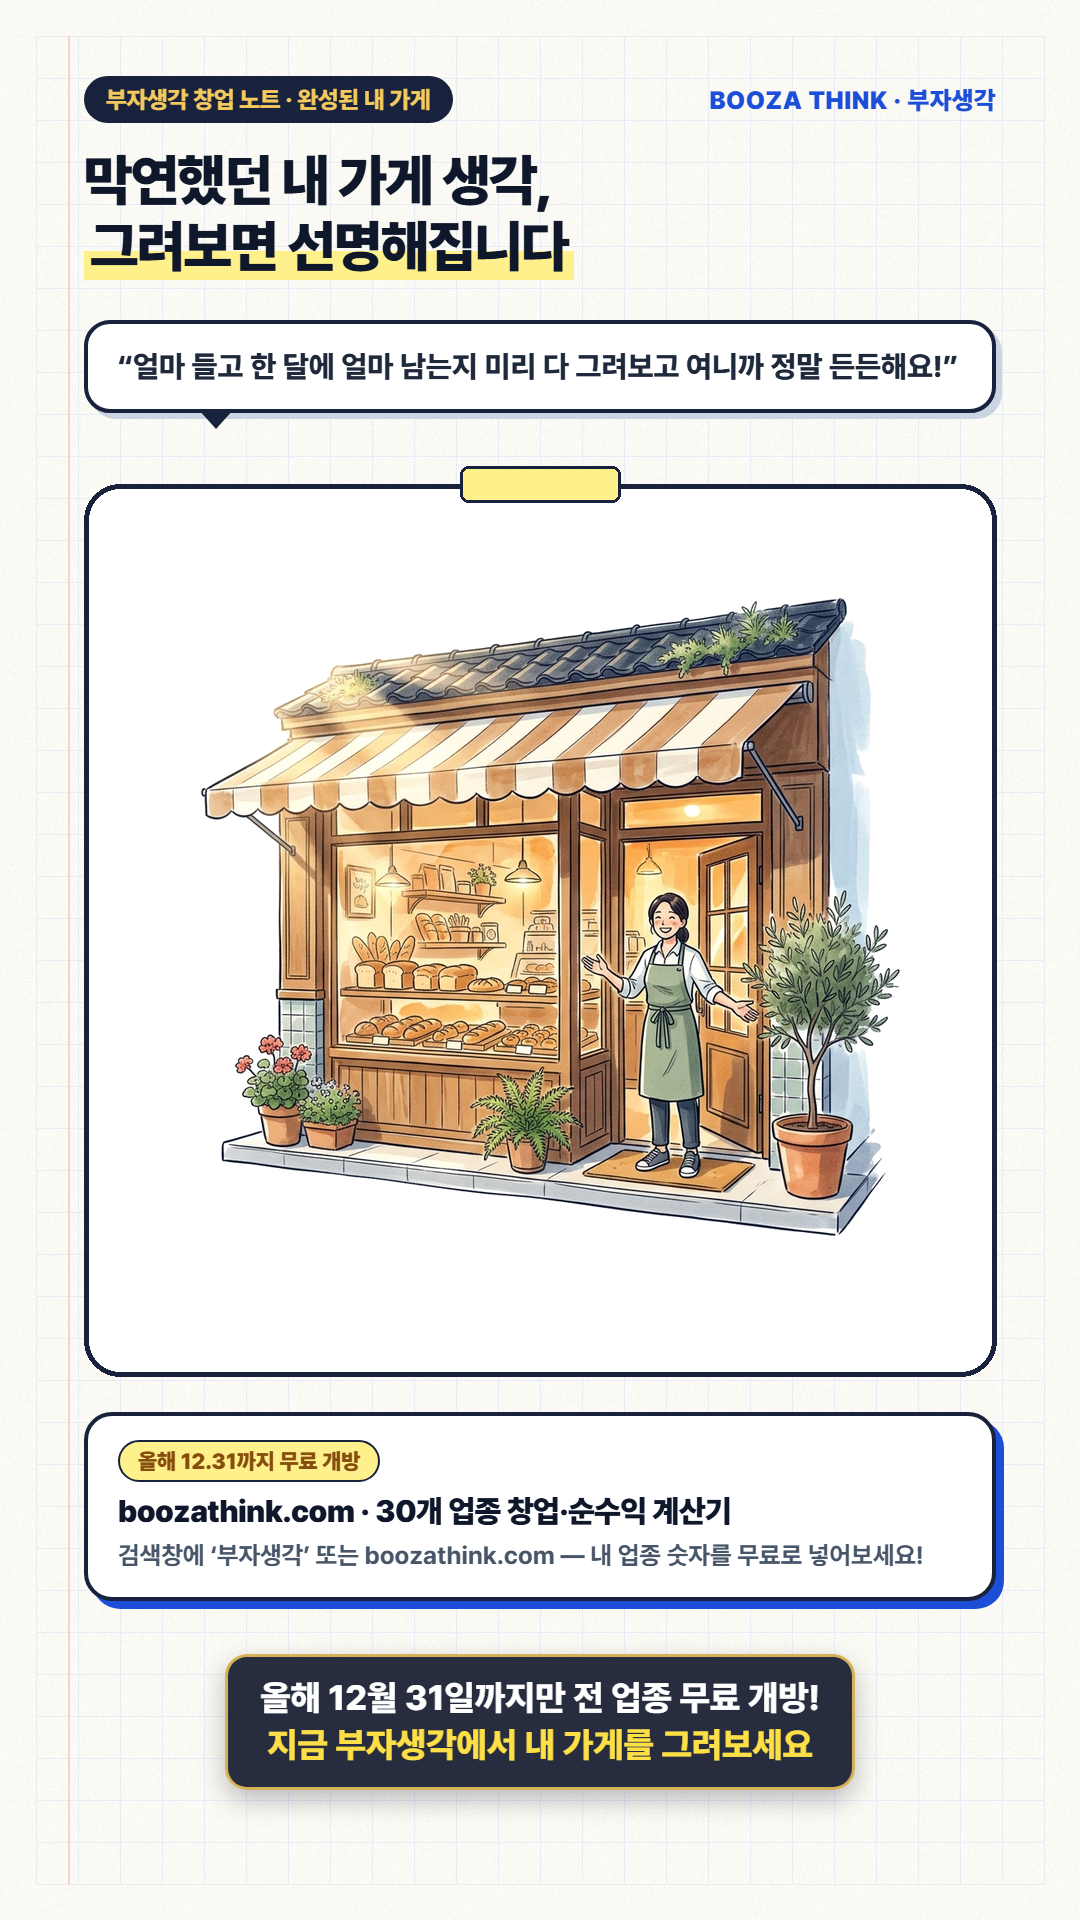 부자생각 창업 노트 · 완성된 내 가게
BOOZA THINK · 부자생각
막연했던 내 가게 생각,
그려보면 선명해집니다
“얼마 들고 한 달에 얼마 남는지 미리 다 그려보고 여니까 정말 든든해요!”
올해 12.31까지 무료 개방
boozathink.com · 30개 업종 창업·순수익 계산기
검색창에 ‘부자생각’ 또는 boozathink.com — 내 업종 숫자를 무료로 넣어보세요!
올해 12월 31일까지만 전 업종 무료 개방!
지금 부자생각에서 내 가게를 그려보세요